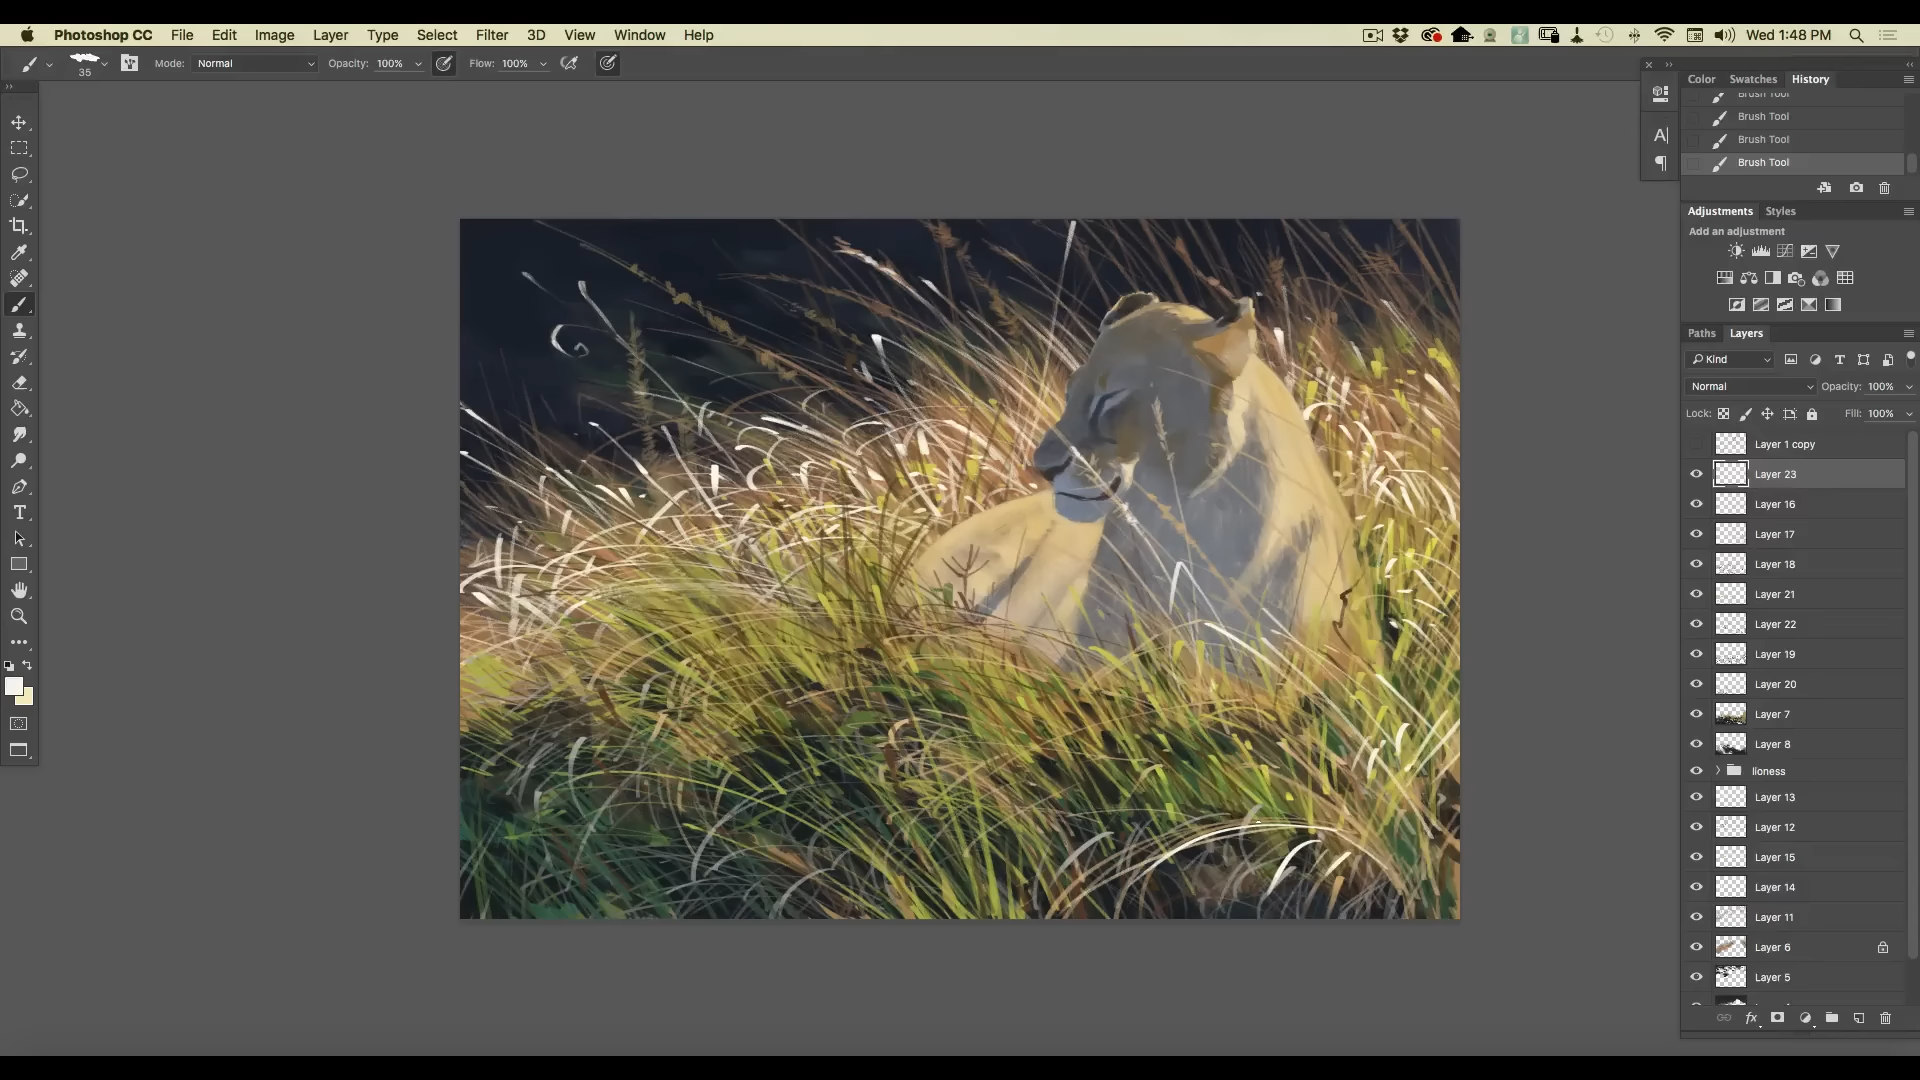 Photoshop CC File Edit Image Layer Type Select Filter 3D View Window Help Wed 1:48 PM
35 Mode: Normal Opacity: 100% Flow: 100%
Color Swatches History
Brush Tool
Brush Tool
Brush Tool
Brush Tool
Adjustments Styles
Add an adjustment
Paths Layers
Kind
Normal Opacity: 100%
Lock: Fill: 100%
Layer 1 copy
Layer 23
Layer 16
Layer 17
Layer 18
Layer 21
Layer 22
Layer 19
Layer 20
Layer 7
Layer 8
lioness
Layer 13
Layer 12
Layer 15
Layer 14
Layer 11
Layer 6
Layer 5